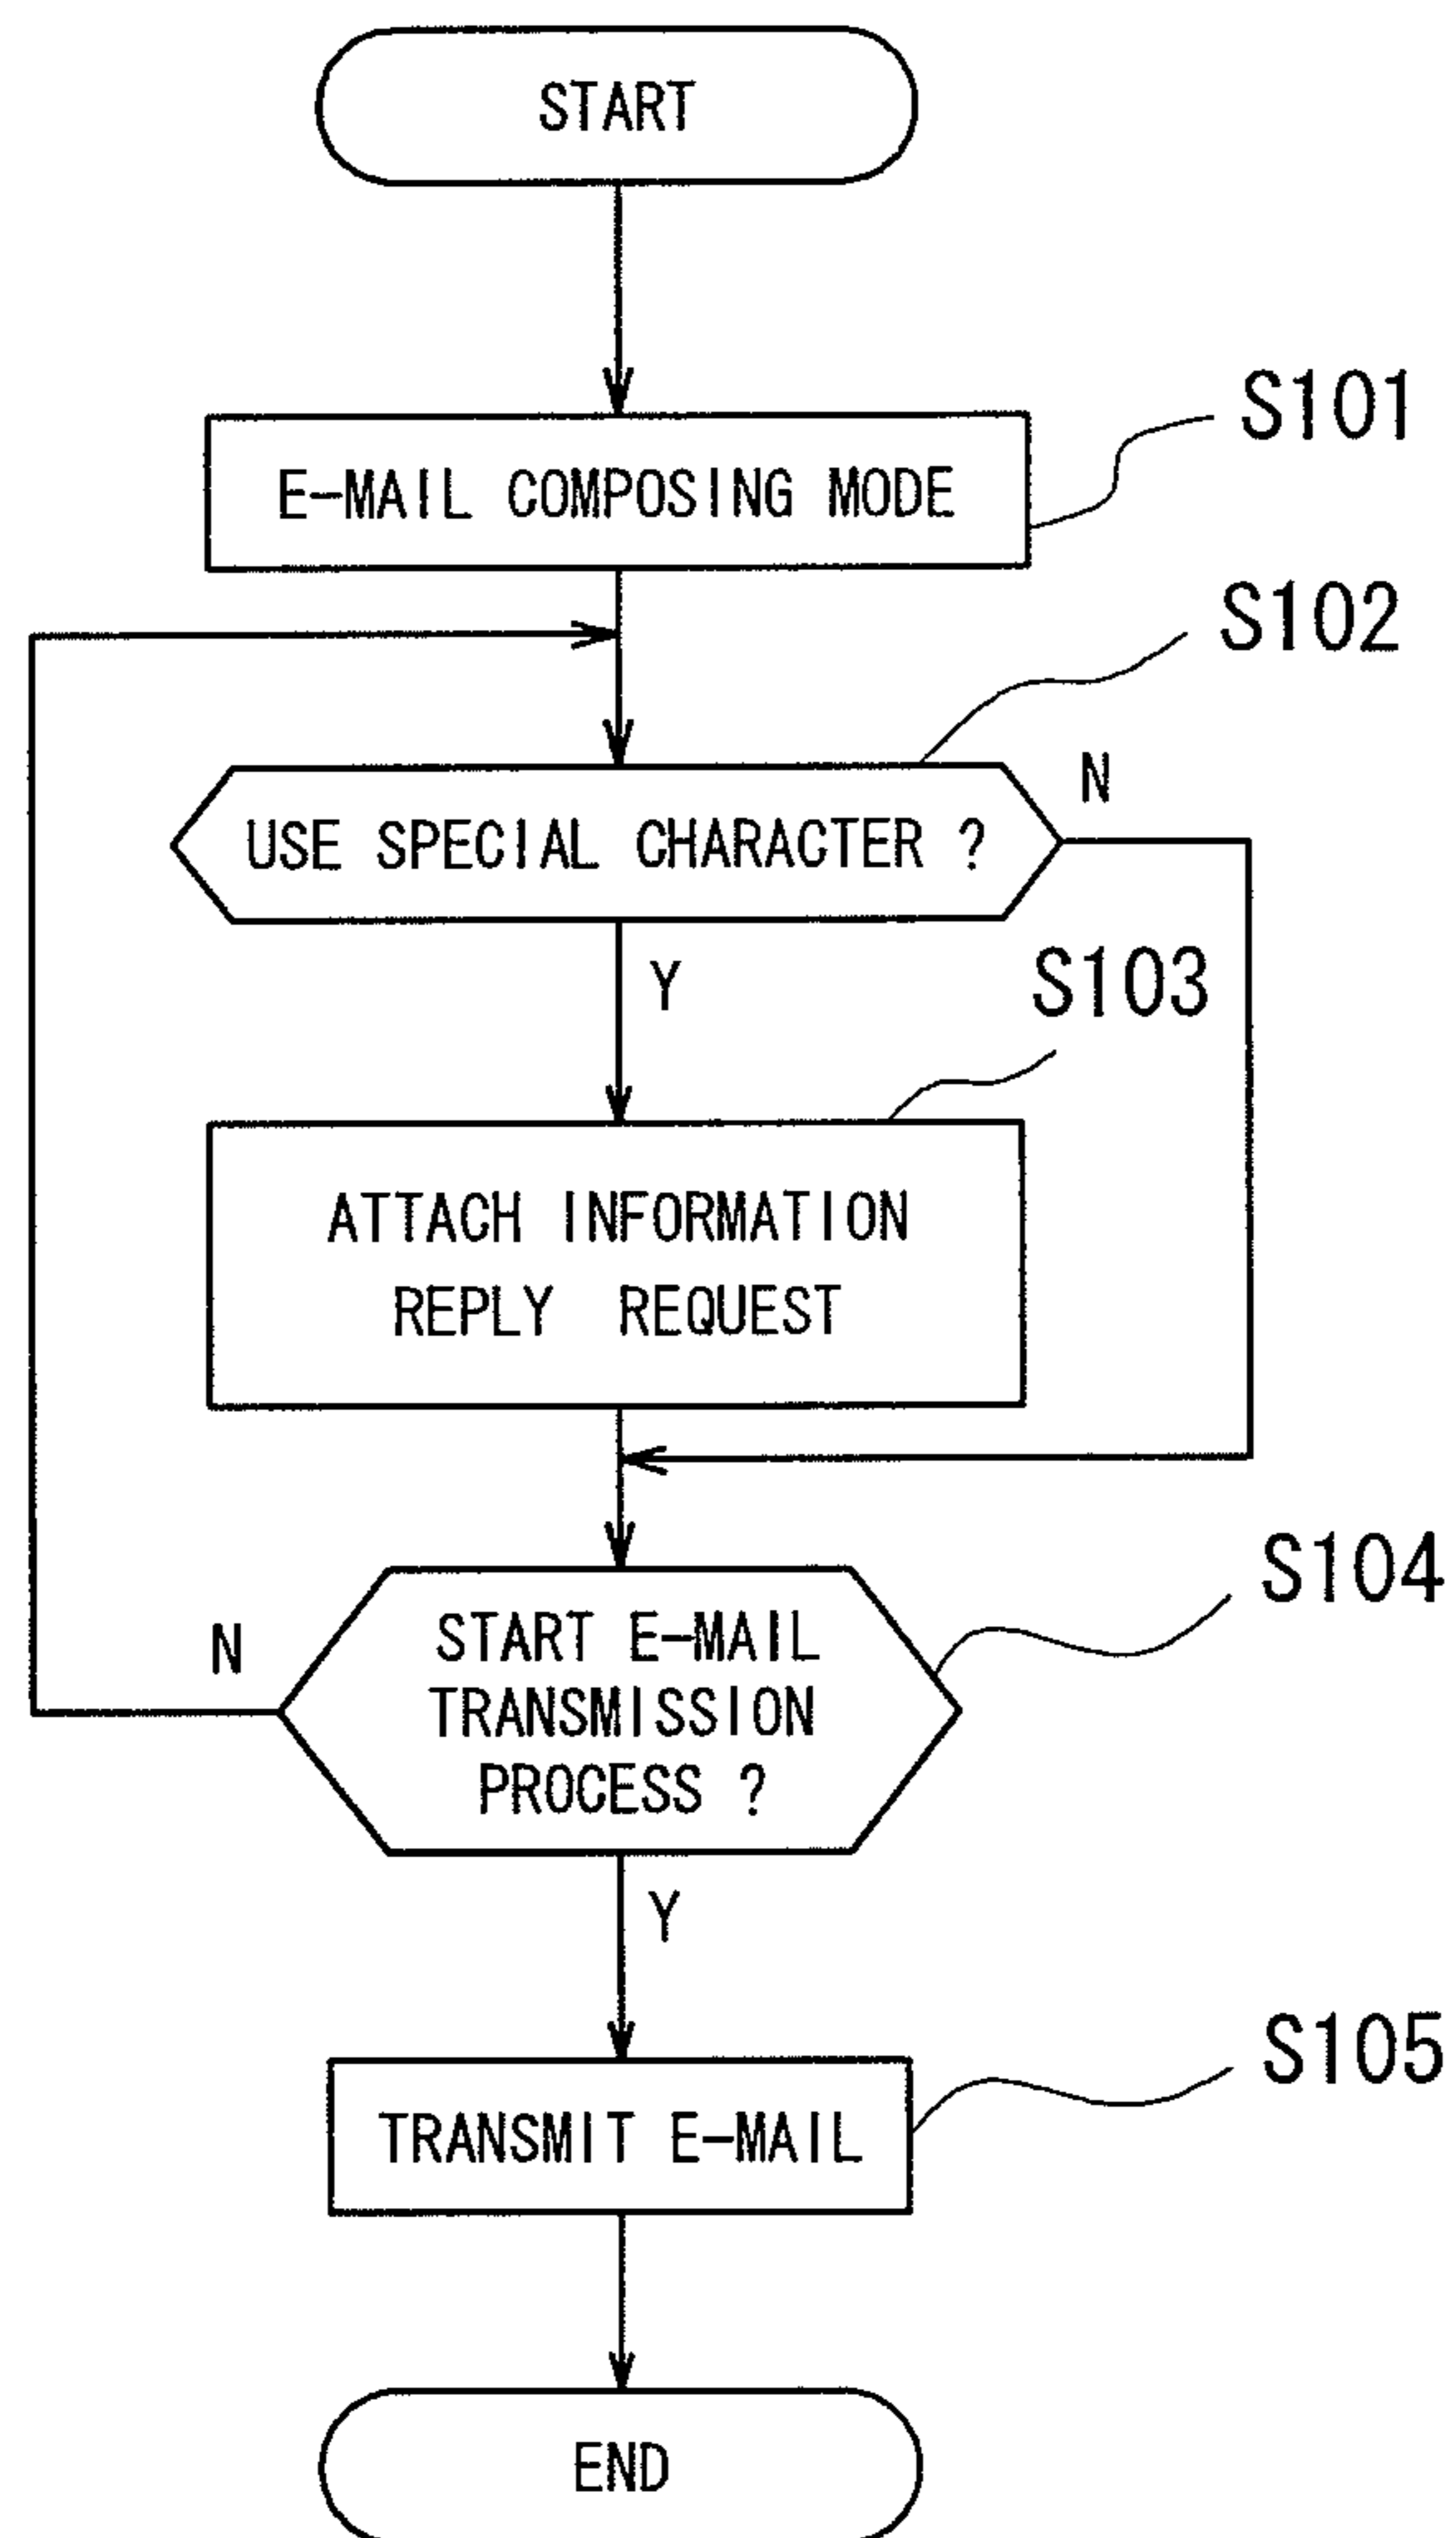 START
S101
E-MAIL COMPOSING MODE
S102
N
USE SPECIAL CHARACTER ?
Y
S103
ATTACH INFORMATION
REPLY REQUEST
S104
N
START E-MAIL
TRANSMISSION
PROCESS ?
Y
S105
TRANSMIT E-MAIL
END